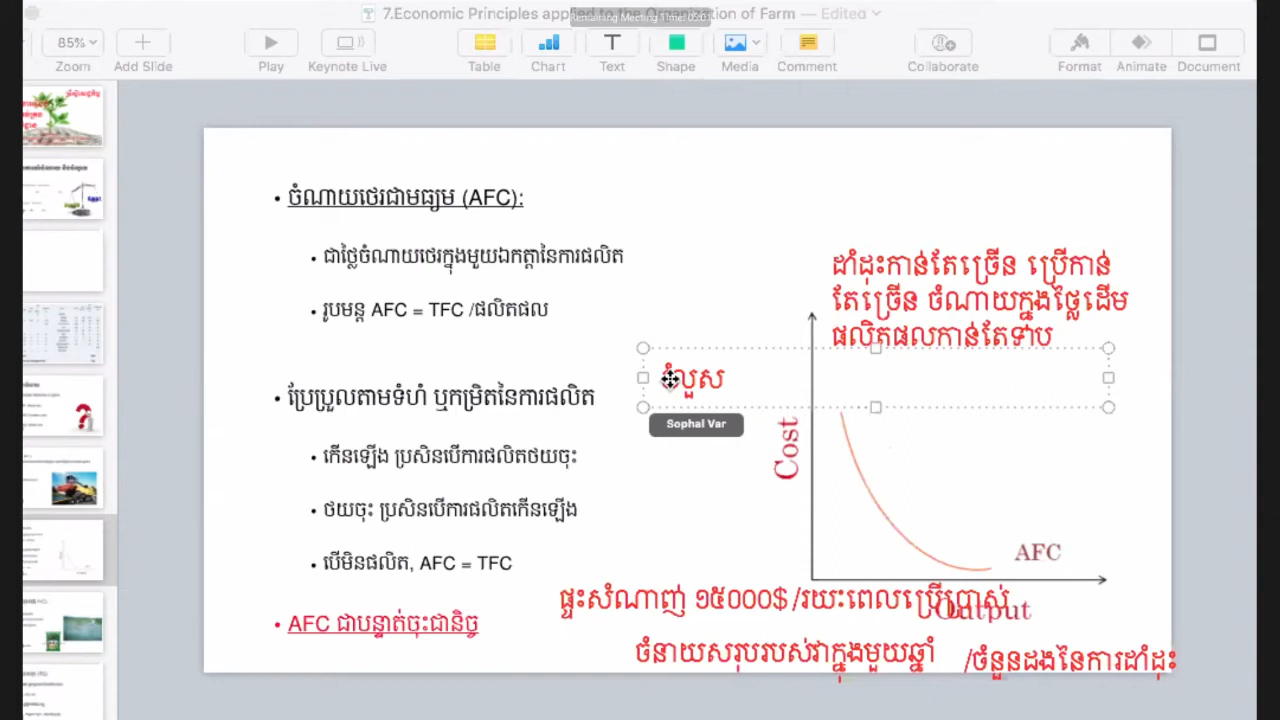 7.Economic Principles applied to the Organization of Farm — Edited
Remaining Meeting Time: 05:01
85%
Zoom
Add Slide
Play
Keynote Live
Table
Chart
Text
Shape
Media
Comment
Collaborate
Format
Animate
Document
• ចំណាយថេរជាមធ្យម (AFC):
• ជាថ្លៃចំណាយថេរក្នុងមួយឯកត្តានៃការផលិត
• រូបមន្ត AFC = TFC /ផលិតផល
• ប្រែប្រួលតាមទំហំ ឬកម្រិតនៃការផលិត
• កើនឡើង ប្រសិនបើការផលិតថយចុះ
• ថយចុះ ប្រសិនបើការផលិតកើនឡើង
• បើមិនផលិត, AFC = TFC
• AFC ជាបន្ទាត់ចុះជានិច្ច
ដាំដុះកាន់តែច្រើន ប្រើកាន់
តែច្រើន ចំណាយក្នុងថ្លៃដើម
ផលិតផលកាន់តែទាប
Sophal Var
Cost
AFC
Output
ផ្ទះសំណាញ់ ១៥០០០$/រយះពេលប្រើប្រាស់
ចំនាយសរុបរបស់វាក្នុងមួយឆ្នាំ /ចំនួនដងនៃការដាំដុះ